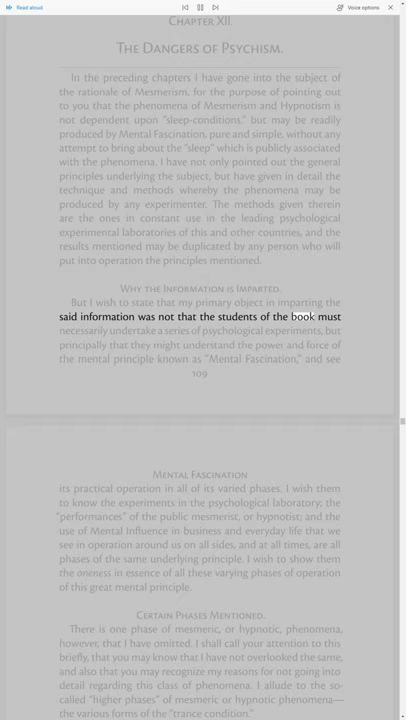 Read aloud
Voice options
CHAPTER XII.
THE DANGERS OF PSYCHISM.
In the preceding chapters I have gone into the subject of
the rationale of Mesmerism, for the purpose of pointing out
to you that the phenomena of Mesmerism and Hypnotism is
not dependent upon "sleep-conditions," but may be readily
produced by Mental Fascination, pure and simple, without any
attempt to bring about the "sleep" which is publicly associated
with the phenomena. I have not only pointed out the general
principles underlying the subject, but have given in detail the
technique and methods whereby the phenomena may be
produced by any experimenter. The methods given therein
are the ones in constant use in the leading psychological
experimental laboratories of this and other countries, and the
results mentioned may be duplicated by any person who will
put into operation the principles mentioned.
WHY THE INFORMATION IS IMPARTED.
But I wish to state that my primary object in imparting the
said information was not that the students of the book must
necessarily undertake a series of psychological experiments, but
principally that they might understand the power and force of
the mental principle known as "Mental Fascination," and see
109
MENTAL FASCINATION
its practical operation in all of its varied phases. I wish them
to know the experiments in the psychological laboratory; the
"performances" of the public mesmerist, or hypnotist; and the
use of Mental Influence in business and everyday life that we
see in operation around us on all sides, and at all times, are all
phases of the same underlying principle. I wish to show them
the oneness in essence of all these varying phases of operation
of this great mental principle.
CERTAIN PHASES MENTIONED.
There is one phase of mesmeric, or hypnotic, phenomena,
however, that I have omitted. I shall call your attention to this
briefly, that you may know that I have not overlooked the same,
and also that you may recognize my reasons for not going into
detail regarding this class of phenomena. I allude to the so-
called "higher phases" of mesmeric or hypnotic phenomena—
the various forms of the "trance condition."